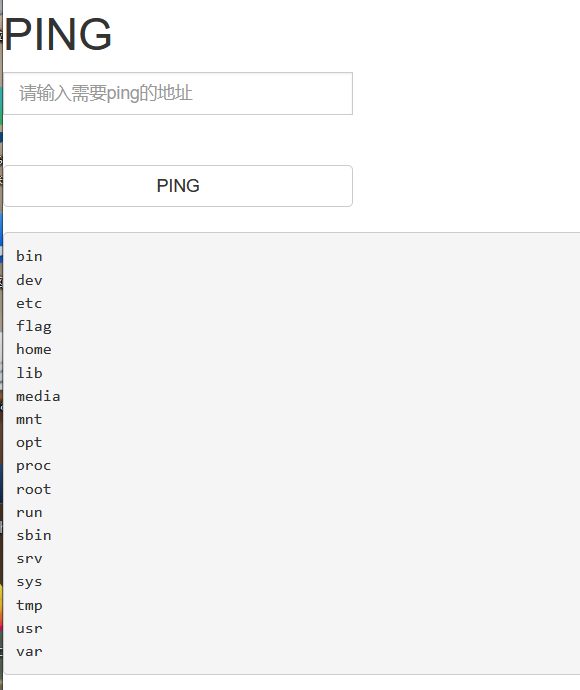 PING
请输入需要ping的地址
PING
bin
dev
etc
flag
home
lib
media
mnt
opt
proc
root
run
sbin
srv
sys
tmp
usr
var